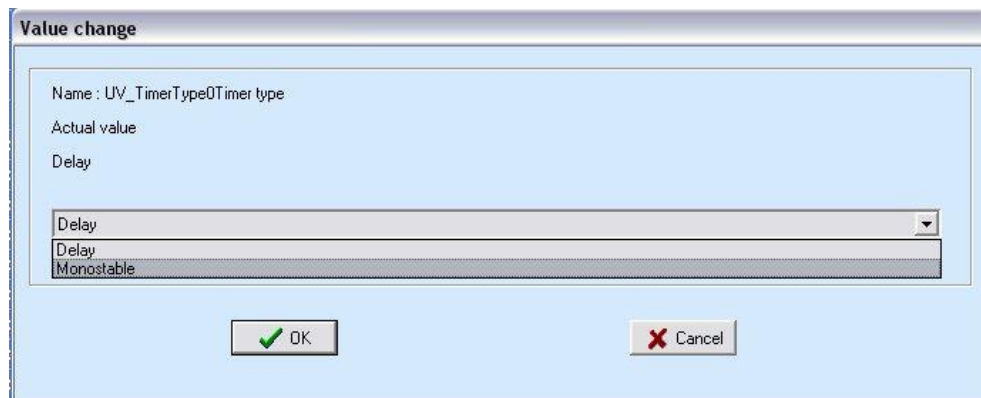 Value change
Name : UV_TimerType0Timer type
Actual value
Delay
Delay
Delay
Monostable
OK
Cancel